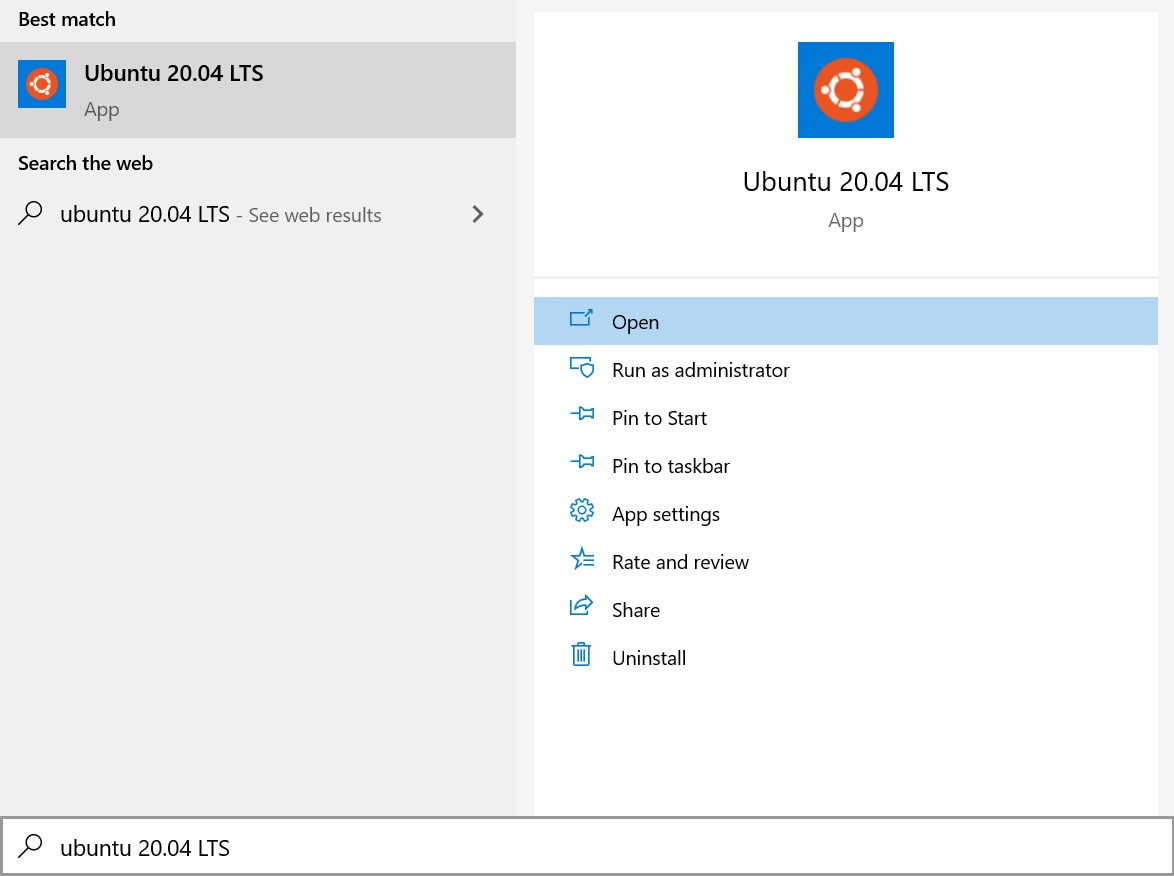 Best match
Ubuntu 20.04 LTS
App
Search the web
ubuntu 20.04 LTS - See web results
Ubuntu 20.04 LTS
App
Open
Run as administrator
Pin to Start
Pin to taskbar
App settings
Rate and review
Share
Uninstall
ubuntu 20.04 LTS